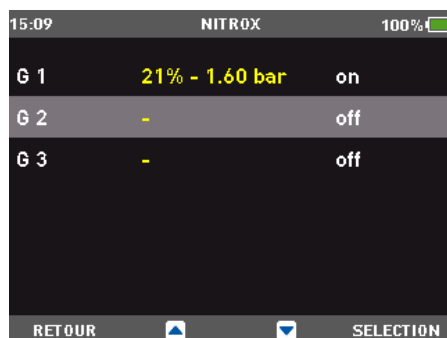 15:09 NITROX 100%
G 1 21% - 1.60 bar on
G 2 - off
G 3 - off
RETOUR SELECTION